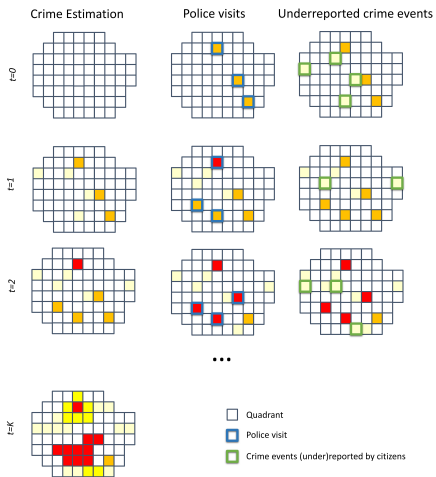 Crime Estimation Police visits Underreported crime events
t=0
t=1
t=2
...
t=K
Quadrant
Police visit
Crime events (under)reported by citizens